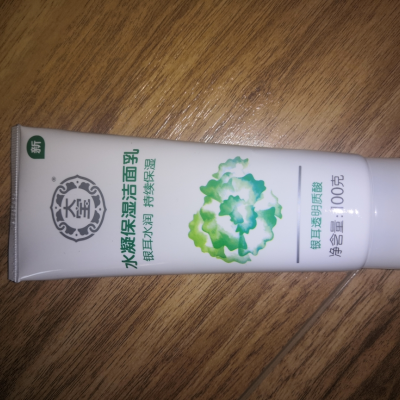 新
大宝
水凝保湿洁面乳
银耳水润 持续保湿
银耳透明质酸
净含量:100克